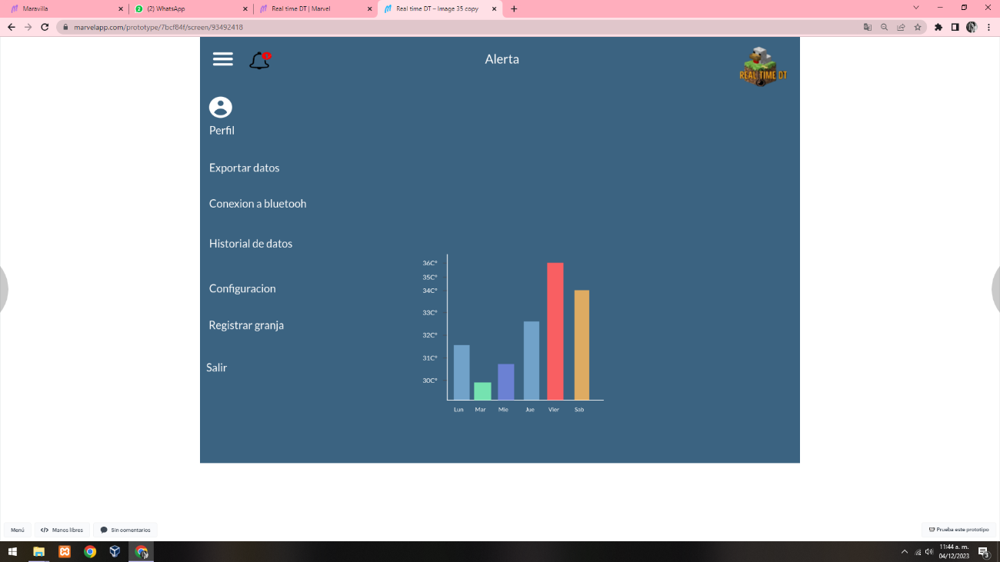 Maravilla
(2) WhatsApp
Real time DT | Marvel
Real time DT – Image 35 copy
marvelapp.com/prototype/7bcf84f/screen/93492418
Alerta
REAL TIME DT
Perfil
Exportar datos
Conexion a bluetooh
Historial de datos
Configuracion
Registrar granja
Salir
36C°
35C°
34C°
33C°
32C°
31C°
30C°
Lun Mar Mie Jue Vier Sab
Menú
Manos libres
Sin comentarios
Prueba este prototipo
11:44 a. m.
04/12/2023
3